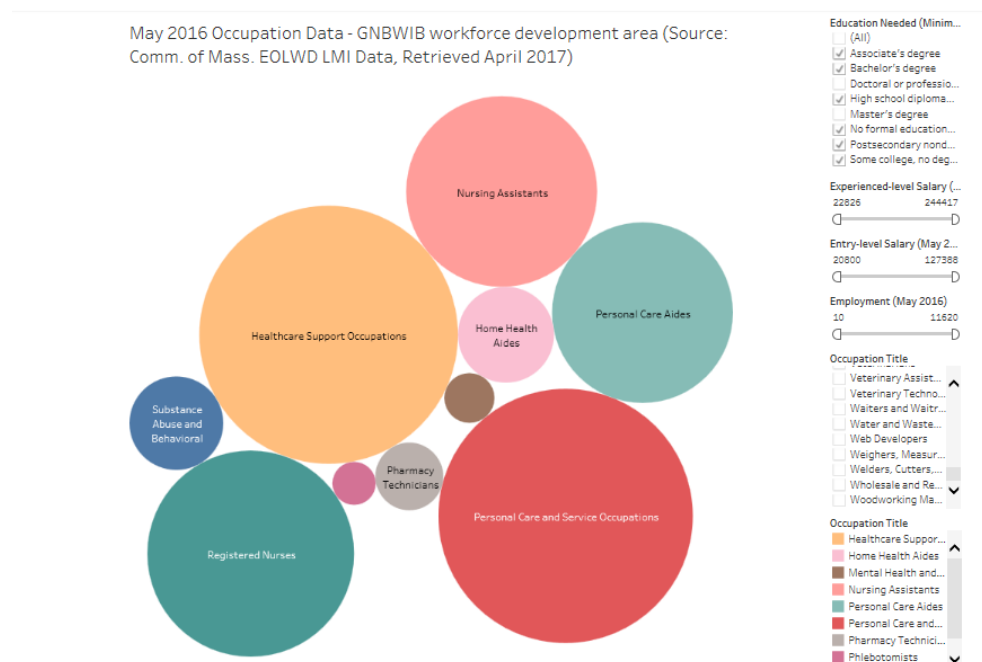 May 2016 Occupation Data - GNBWIB workforce development area (Source:
Comm. of Mass. EOLWD LMI Data, Retrieved April 2017)
Nursing Assistants
Personal Care Aides
Healthcare Support Occupations
Home Health
Aides
Substance
Abuse and
Behavioral
Pharmacy
Technicians
Personal Care and Service Occupations
Registered Nurses
Education Needed (Minim...
(All)
Associate's degree
Bachelor's degree
Doctoral or professio...
High school diploma...
Master's degree
No formal education...
Postsecondary nond...
Some college, no deg...
Experienced-level Salary (...
22826 244417
Entry-level Salary (May 2...
20800 127388
Employment (May 2016)
10 11620
Occupation Title
Veterinary Assist...
Veterinary Techno...
Waiters and Waitr...
Water and Waste...
Web Developers
Weighers, Measur...
Welders, Cutters,...
Wholesale and Re...
Woodworking Ma...
Occupation Title
Healthcare Suppor...
Home Health Aides
Mental Health and...
Nursing Assistants
Personal Care Aides
Personal Care and...
Pharmacy Technici...
Phlebotomists